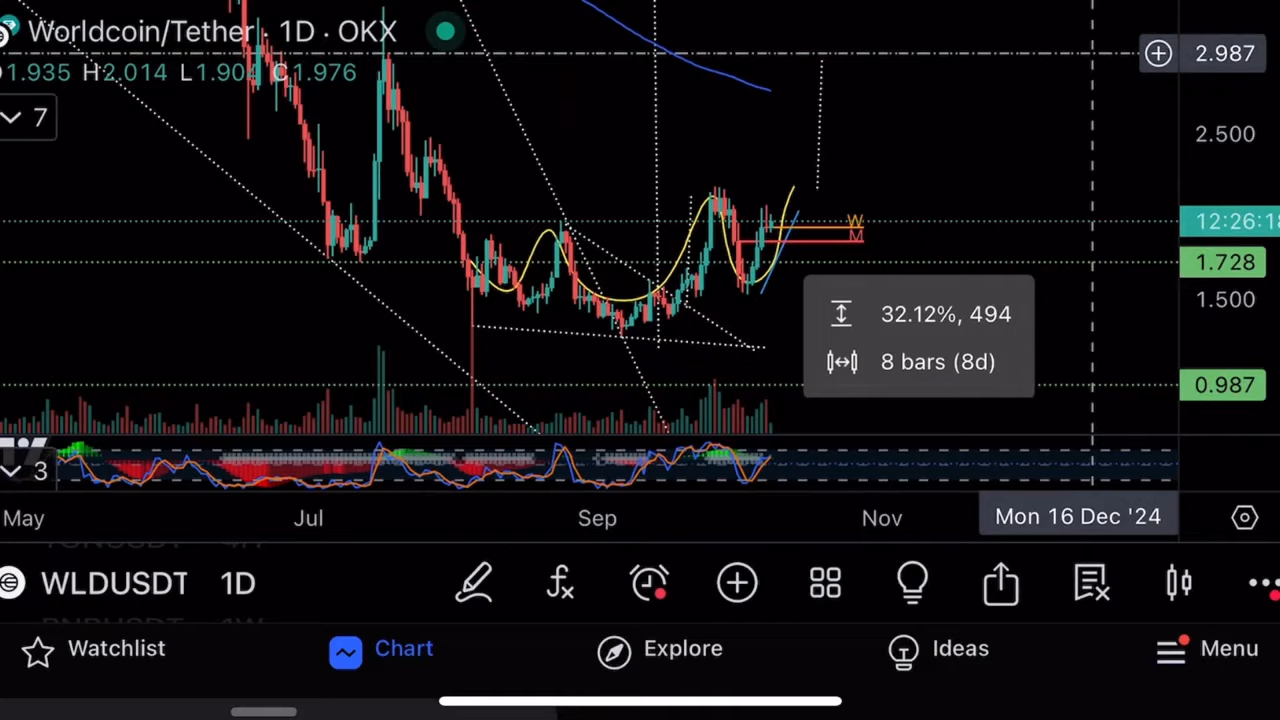 Worldcoin/Tether · 1D · OKX
1.935 H2.014 L1.904 C1.976
2.987
7
2.500
12:26:18
W
M
1.728
1.500
32.12%, 494
8 bars (8d)
0.987
3
May Jul Sep Nov Mon 16 Dec '24
WLDUSDT 1D
Watchlist Chart Explore Ideas Menu